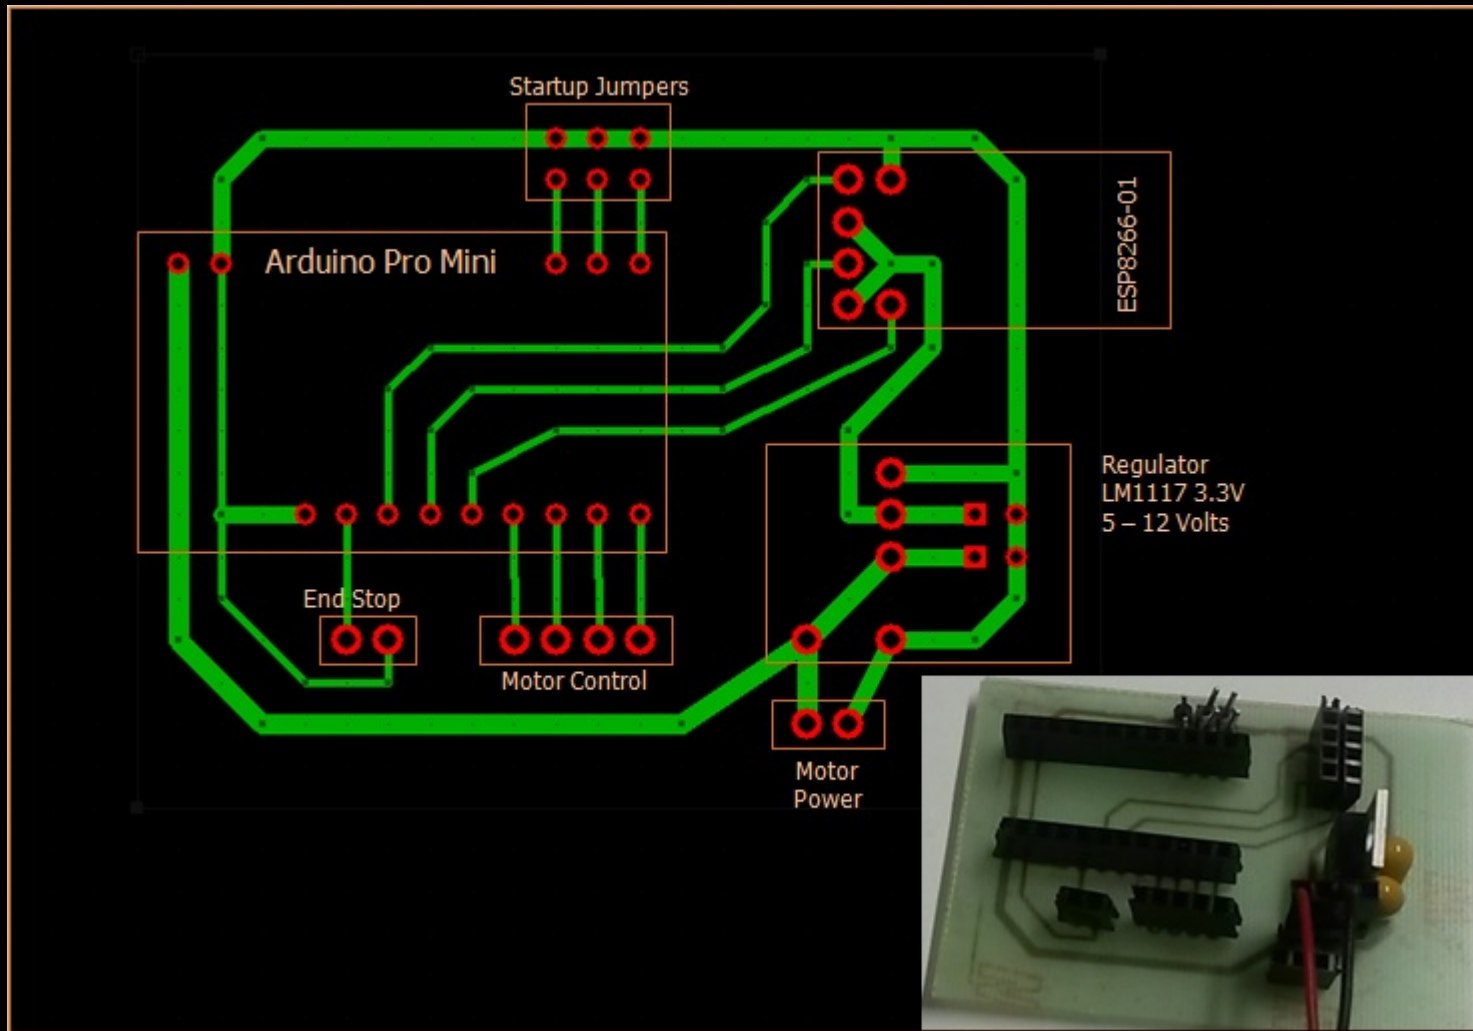 Startup Jumpers
ESP8266-01
Arduino Pro Mini
Regulator
LM1117 3.3V
5 – 12 Volts
End Stop
Motor Control
Motor
Power